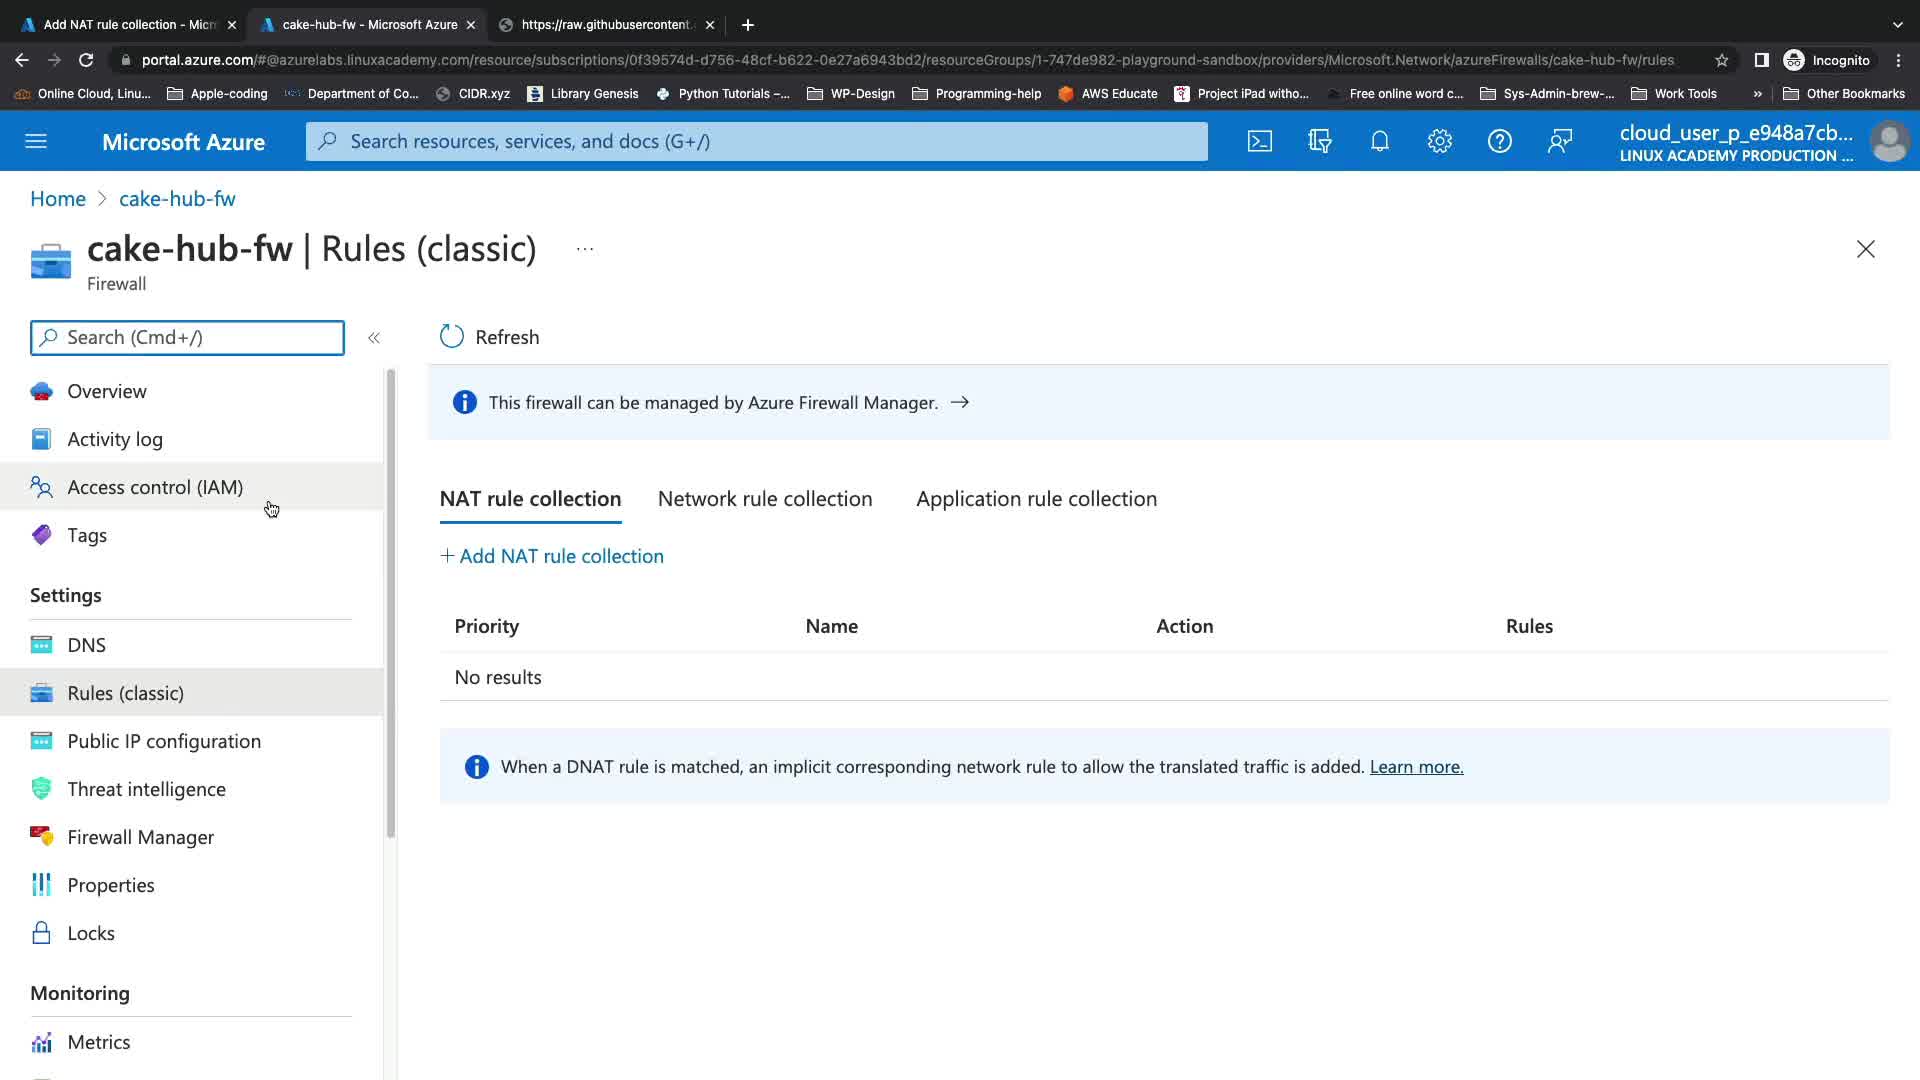 Add NAT rule collection - Micr
cake-hub-fw - Microsoft Azure
https://raw.githubusercontent.
portal.azure.com/#@azurelabs.linuxacademy.com/resource/subscriptions/0f39574d-d756-48cf-b622-0e27a6943bd2/resourceGroups/1-747de982-playground-sandbox/providers/Microsoft.Network/azureFirewalls/cake-hub-fw/rules
Incognito
Online Cloud, Linu...
Apple-coding
Department of Co...
CIDR.xyz
Library Genesis
Python Tutorials –...
WP-Design
Programming-help
AWS Educate
Project iPad witho...
Free online word c...
Sys-Admin-brew-...
Work Tools
»
Other Bookmarks
Microsoft Azure
Search resources, services, and docs (G+/)
cloud_user_p_e948a7cb...
LINUX ACADEMY PRODUCTION ...
Home > cake-hub-fw
cake-hub-fw | Rules (classic) ...
Firewall
Search (Cmd+/)
«
Refresh
Overview
Activity log
Access control (IAM)
Tags
Settings
DNS
Rules (classic)
Public IP configuration
Threat intelligence
Firewall Manager
Properties
Locks
Monitoring
Metrics
This firewall can be managed by Azure Firewall Manager. →
NAT rule collection
Network rule collection
Application rule collection
+ Add NAT rule collection
Priority Name Action Rules
No results
When a DNAT rule is matched, an implicit corresponding network rule to allow the translated traffic is added. Learn more.